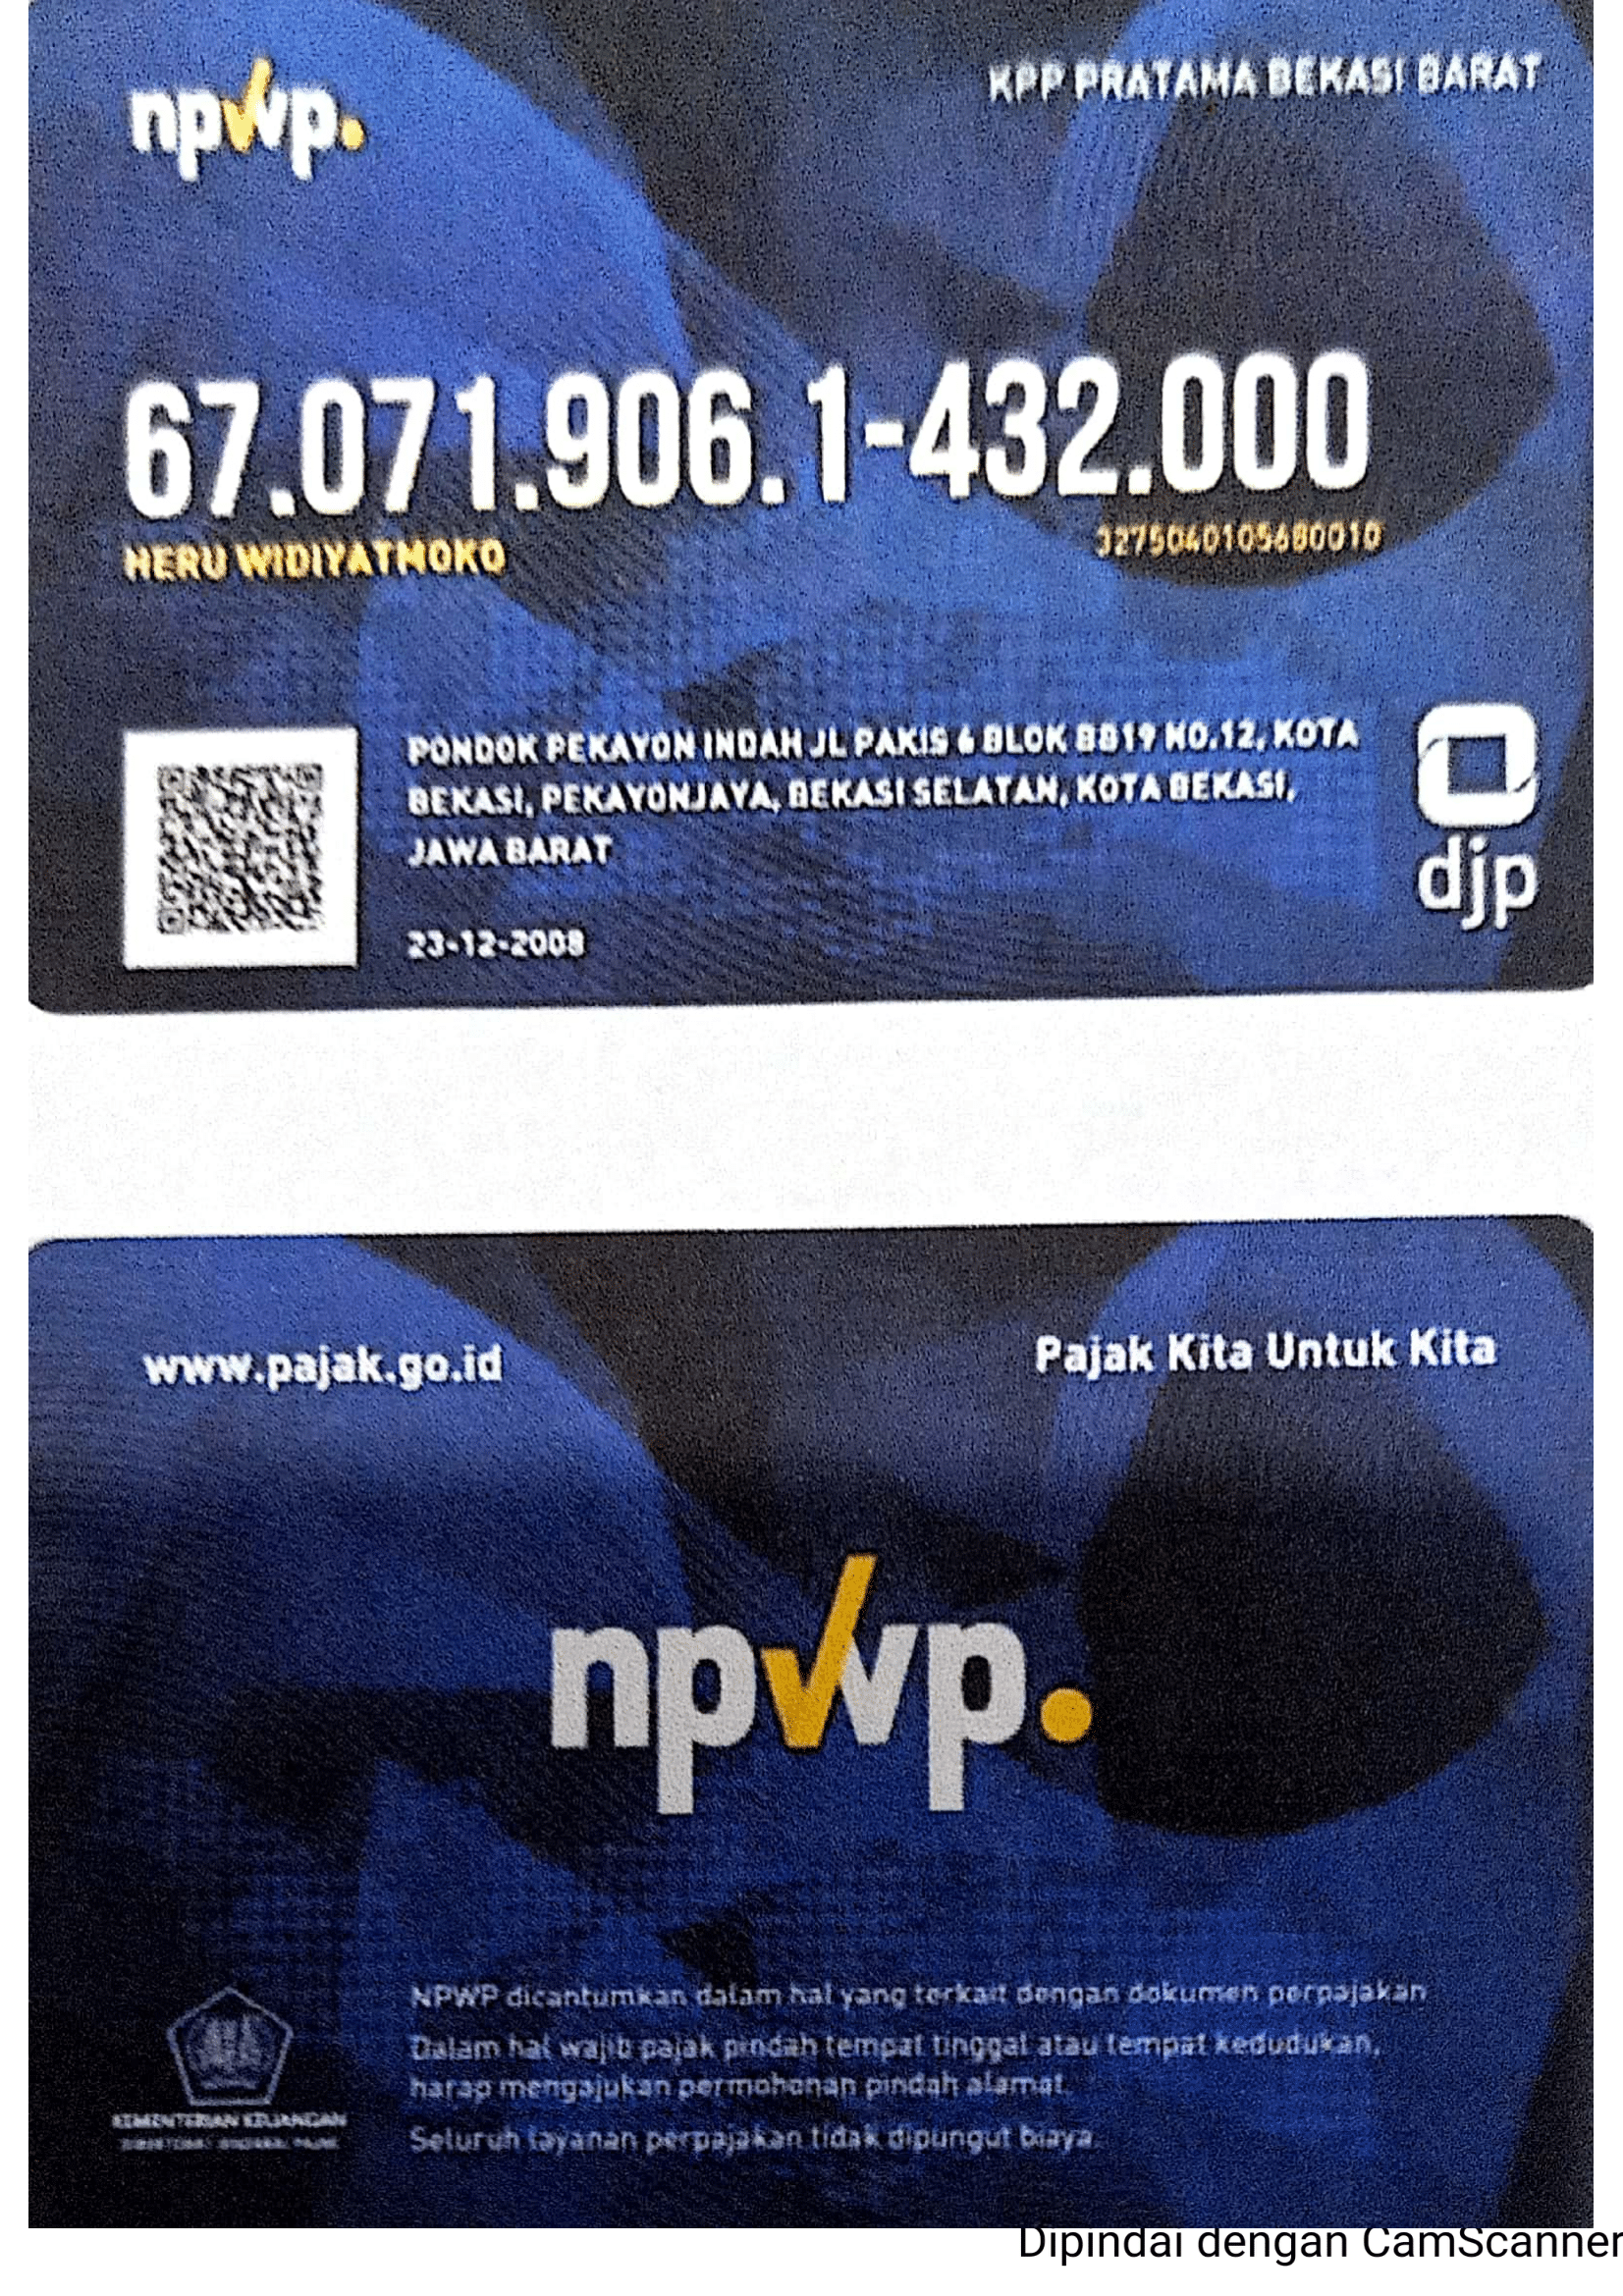 npwp.
KPP PRATAMA BEKASI BARAT
67.071.906.1-432.000
HERU WIDIYATMOKO
3275040105680010
PONDOK PEKAYON INDAH JL PAKIS 6 BLOK BB19 NO.12, KOTA
BEKASI, PEKAYONJAYA, BEKASI SELATAN, KOTA BEKASI,
JAWA BARAT
23-12-2008
djp
www.pajak.go.id
Pajak Kita Untuk Kita
npwp.
NPWP dicantumkan dalam hal yang terkait dengan dokumen perpajakan
Dalam hal wajib pajak pindah tempat tinggal atau tempat kedudukan,
harap mengajukan permohonan pindah alamat.
Seluruh layanan perpajakan tidak dipungut biaya.
KEMENTERIAN KEUANGAN
DIREKTORAT JENDERAL PAJAK
Dipindai dengan CamScanner